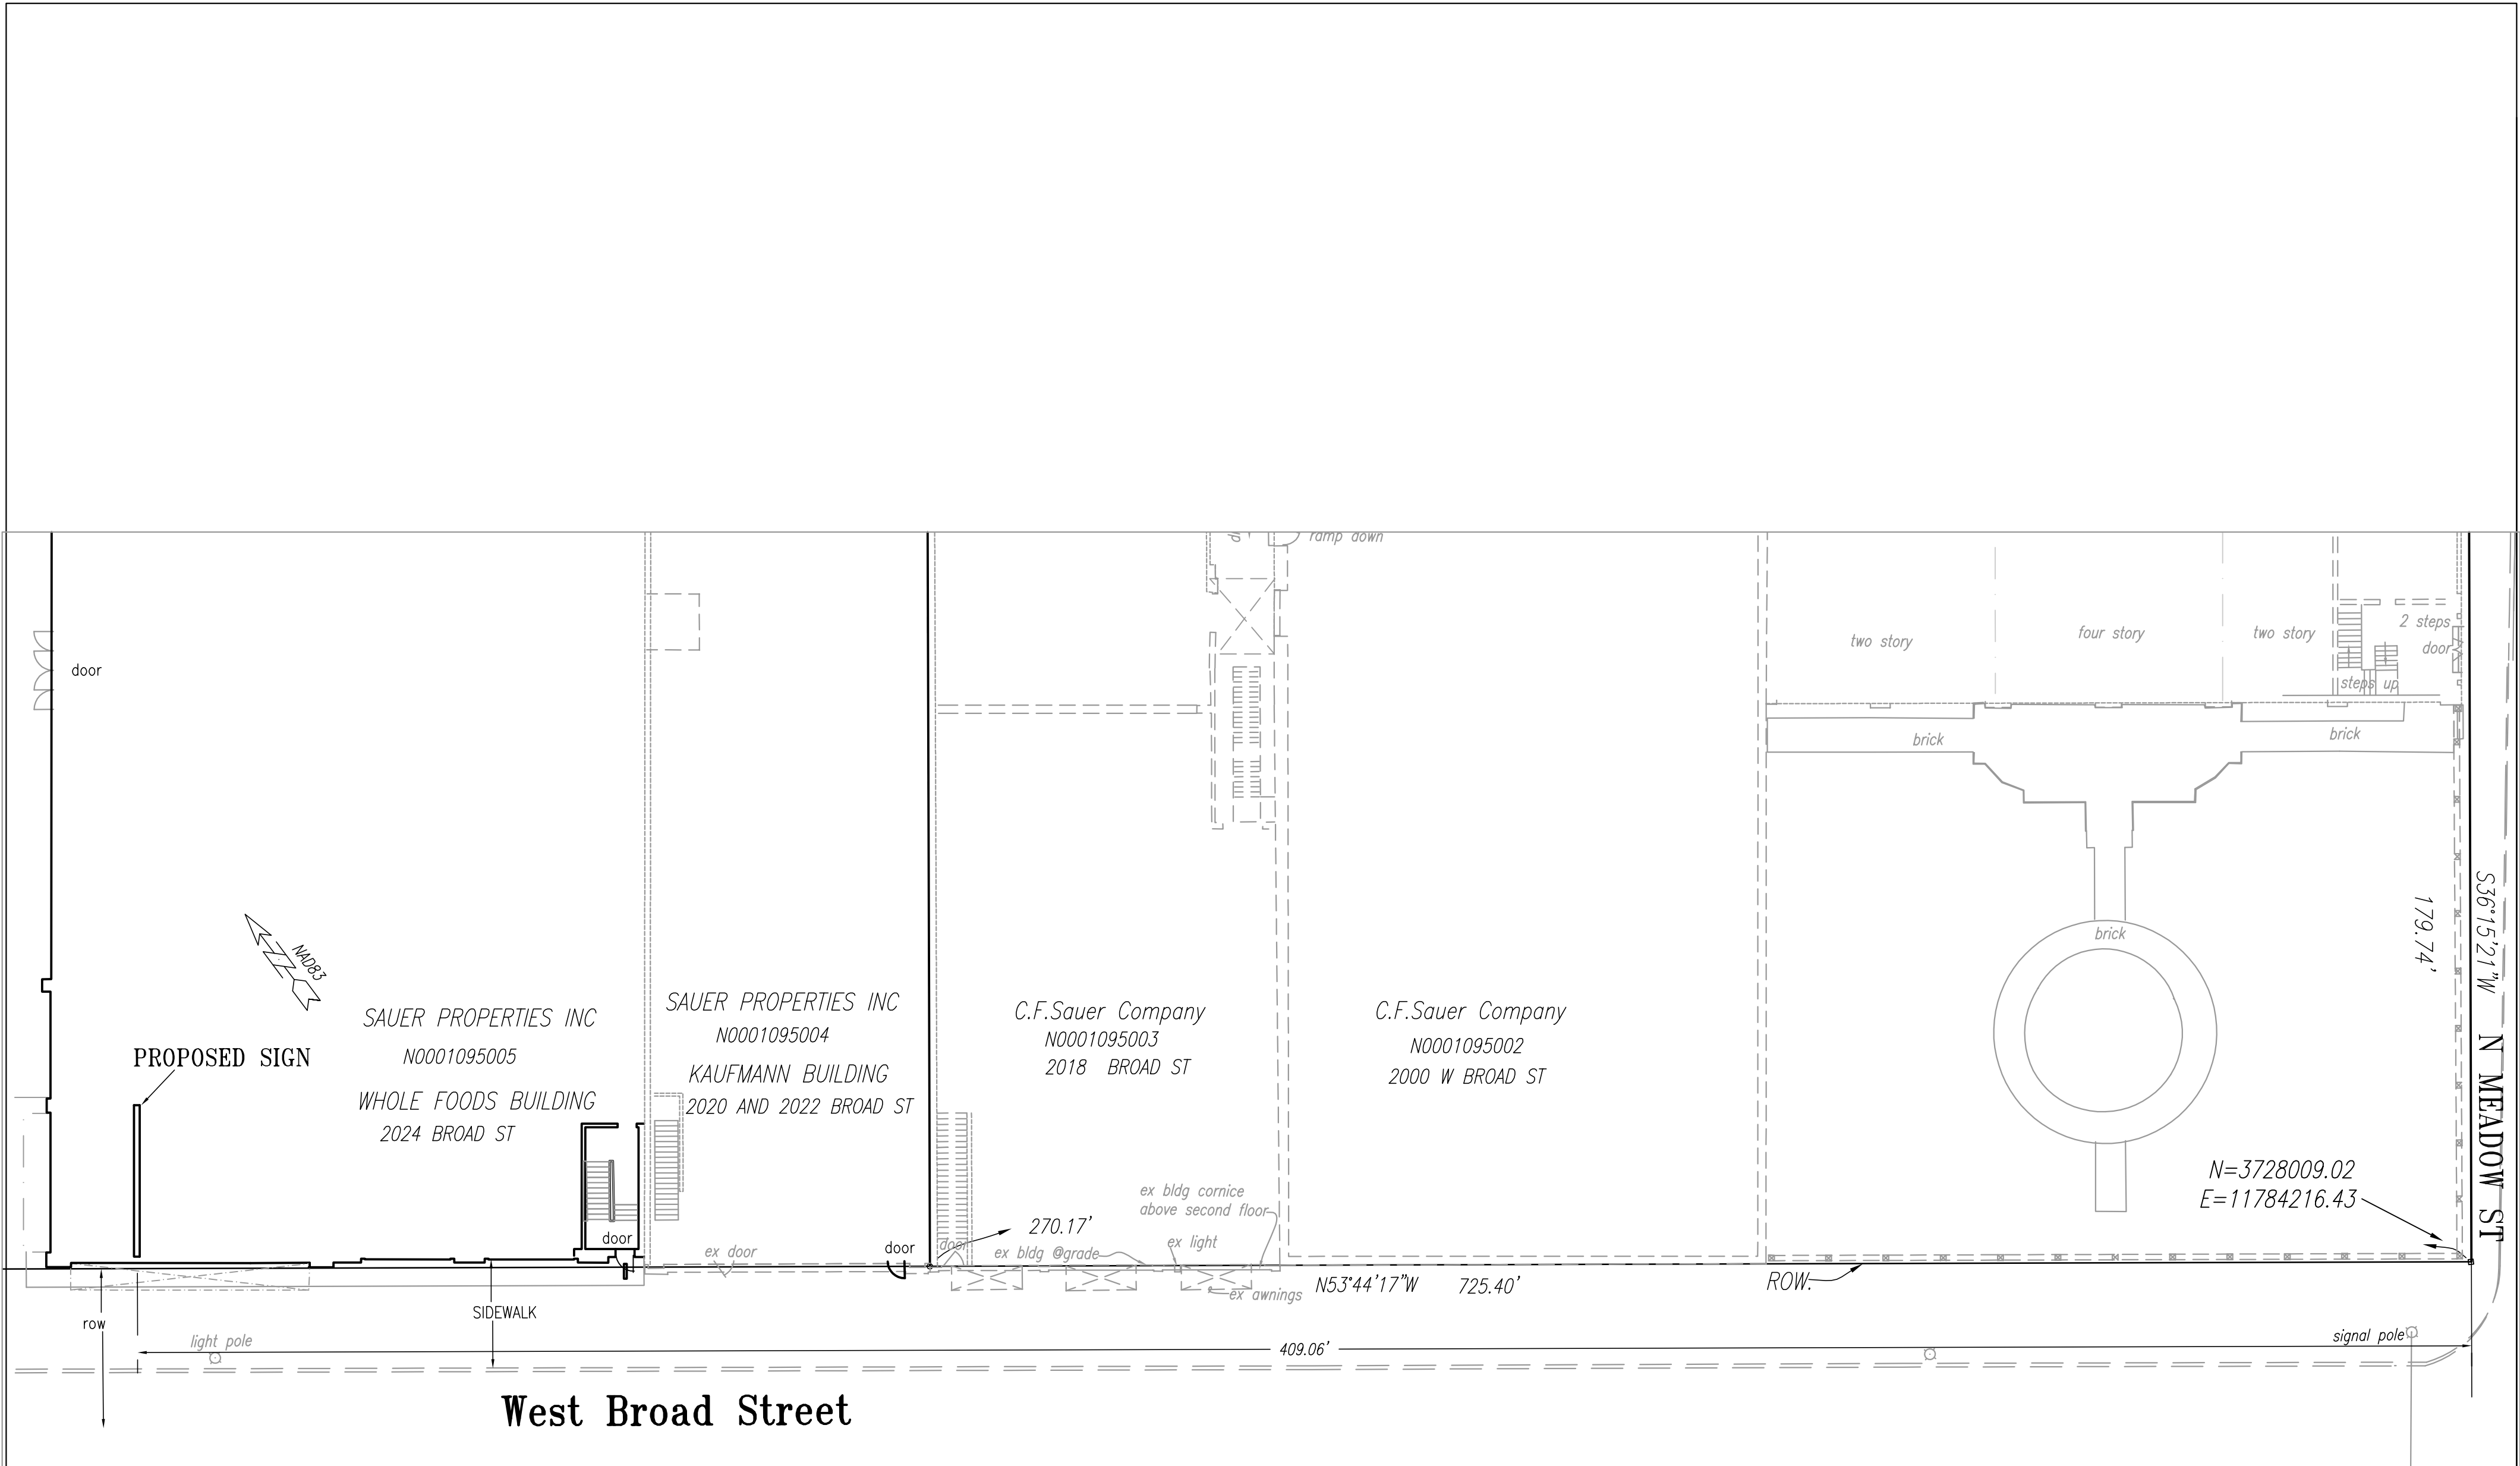 ramp down
two story
four story
two story
2 steps
door
steps up
door
brick
brick
brick
S36°15'21"W
179.74'
N MEADOW ST
NAD83
SAUER PROPERTIES INC
N0001095005
WHOLE FOODS BUILDING
2024 BROAD ST
PROPOSED SIGN
SAUER PROPERTIES INC
N0001095004
KAUFMANN BUILDING
2020 AND 2022 BROAD ST
C.F.Sauer Company
N0001095003
2018 BROAD ST
C.F.Sauer Company
N0001095002
2000 W BROAD ST
N=3728009.02
E=11784216.43
ex bldg cornice
above second floor
270.17'
door
ex door
door
door
ex bldg @grade
ex light
ex awnings
N53°44'17"W 725.40'
ROW.
row
SIDEWALK
light pole
409.06'
signal pole
West Broad Street